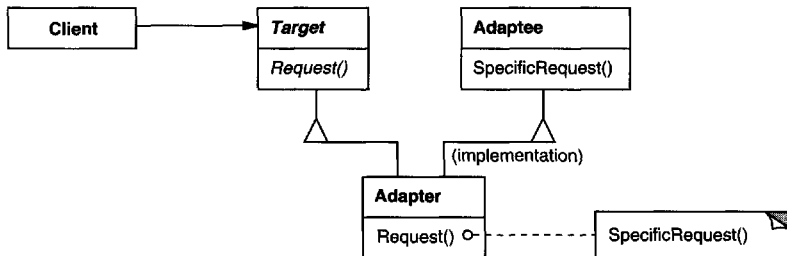 Client
Target
Adaptee
Request()
SpecificRequest()
(implementation)
Adapter
Request()
SpecificRequest()